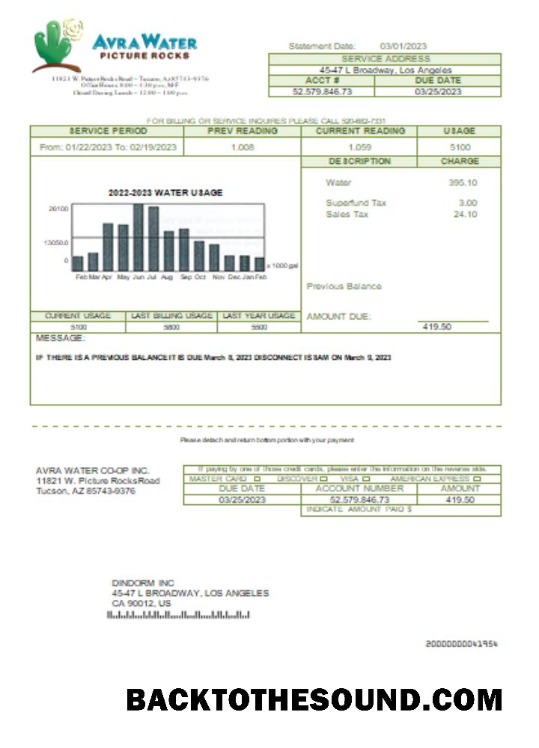 AVRA WATER
PICTURE ROCKS
11821 W. Picture Rocks Road ~ Tucson, Az 85743-9376
Office Hours: 8:00 - 4:30 p.m. M-F
Closed During Lunch - 12:00 - 1:00 p.m.
Statement Date: 03/01/2023
SERVICE ADDRESS
45-47 L Broadway, Los Angeles
ACCT # DUE DATE
52.579.846.73 03/25/2023
FOR BILLING OR SERVICE INQUIRES PLEASE CALL 520-682-7331
SERVICE PERIOD PREV READING CURRENT READING USAGE
From: 01/22/2023 To: 02/19/2023 1.008 1.059 5100
DESCRIPTION CHARGE
Water 395.10
Superfund Tax 3.00
Sales Tax 24.10
2022-2023 WATER USAGE
26100
13050.0
0
x 1000 gal
Feb Mar Apr May Jun Jul Aug Sep Oct Nov Dec Jan Feb
Previous Balance
CURRENT USAGE LAST BILLING USAGE LAST YEAR USAGE
5100 5800 5500
AMOUNT DUE:
419.50
MESSAGE:
IF THERE IS A PREVIOUS BALANCE IT IS DUE March 8, 2023 DISCONNECT IS 8AM ON March 9, 2023
Please detach and return bottom portion with your payment
AVRA WATER CO-OP INC.
11821 W. Picture Rocks Road
Tucson, AZ 85743-9376
If paying by one of those credit cards, please enter the information on the reverse side.
MASTER CARD DISCOVER VISA AMERICAN EXPRESS
DUE DATE ACCOUNT NUMBER AMOUNT
03/25/2023 52.579.846.73 419.50
INDICATE AMOUNT PAID $
DINDORM INC
45-47 L BROADWAY, LOS ANGELES
CA 90012, US
20000000041954
BACKTOTHESOUND.COM